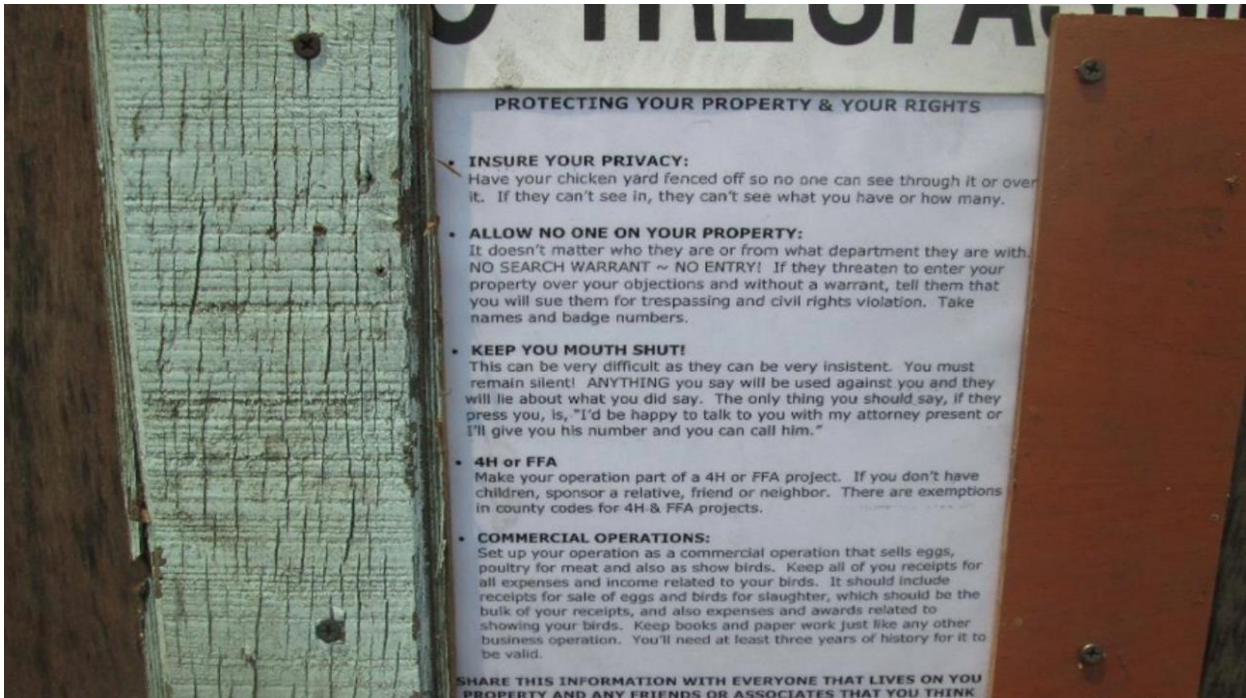 TRESPASSI
PROTECTING YOUR PROPERTY & YOUR RIGHTS
• INSURE YOUR PRIVACY:
Have your chicken yard fenced off so no one can see through it or over
it. If they can't see in, they can't see what you have or how many.
• ALLOW NO ONE ON YOUR PROPERTY:
It doesn't matter who they are or from what department they are with.
NO SEARCH WARRANT ~ NO ENTRY! If they threaten to enter your
property over your objections and without a warrant, tell them that
you will sue them for trespassing and civil rights violation. Take
names and badge numbers.
• KEEP YOU MOUTH SHUT!
This can be very difficult as they can be very insistent. You must
remain silent! ANYTHING you say will be used against you and they
will lie about what you did say. The only thing you should say, if they
press you, is, "I'd be happy to talk to you with my attorney present or
I'll give you his number and you can call him."
• 4H or FFA
Make your operation part of a 4H or FFA project. If you don't have
children, sponsor a relative, friend or neighbor. There are exemptions
in county codes for 4H & FFA projects.
• COMMERCIAL OPERATIONS:
Set up your operation as a commercial operation that sells eggs,
poultry for meat and also as show birds. Keep all of you receipts for
all expenses and income related to your birds. It should include
receipts for sale of eggs and birds for slaughter, which should be the
bulk of your receipts, and also expenses and awards related to
showing your birds. Keep books and paper work just like any other
business operation. You'll need at least three years of history for it to
be valid.
SHARE THIS INFORMATION WITH EVERYONE THAT LIVES ON YOU
PROPERTY AND ANY FRIENDS OR ASSOCIATES THAT YOU THINK